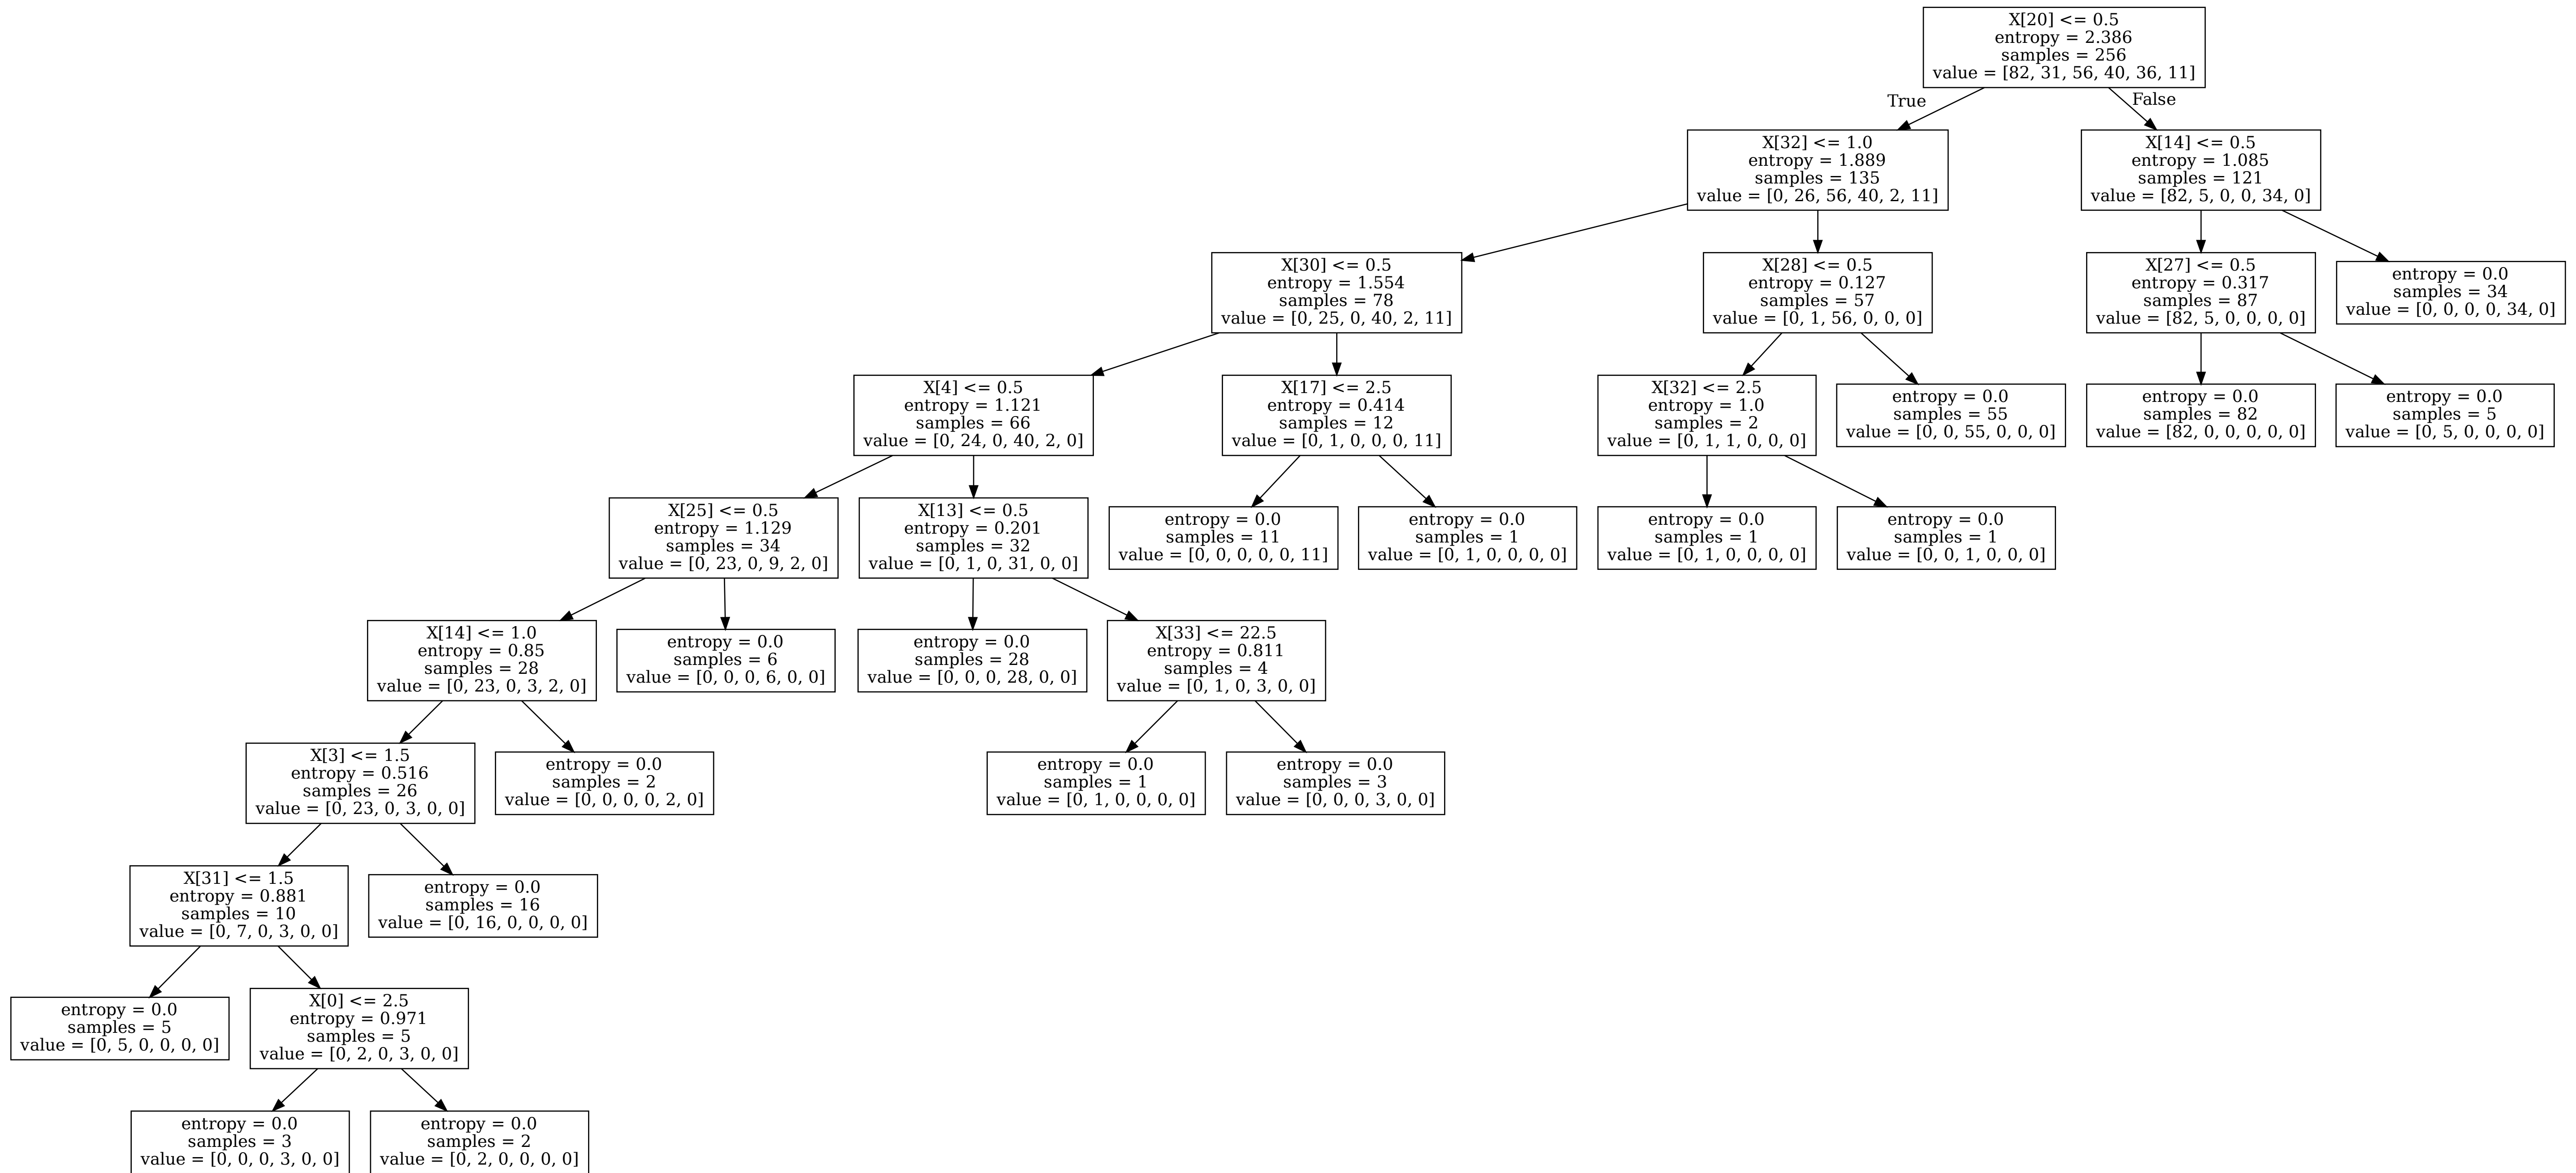 X[20] <= 0.5
entropy = 2.386
samples = 256
value = [82, 31, 56, 40, 36, 11]
True
False
X[32] <= 1.0
entropy = 1.889
samples = 135
value = [0, 26, 56, 40, 2, 11]
X[14] <= 0.5
entropy = 1.085
samples = 121
value = [82, 5, 0, 0, 34, 0]
X[30] <= 0.5
entropy = 1.554
samples = 78
value = [0, 25, 0, 40, 2, 11]
X[28] <= 0.5
entropy = 0.127
samples = 57
value = [0, 1, 56, 0, 0, 0]
X[27] <= 0.5
entropy = 0.317
samples = 87
value = [82, 5, 0, 0, 0, 0]
entropy = 0.0
samples = 34
value = [0, 0, 0, 0, 34, 0]
X[4] <= 0.5
entropy = 1.121
samples = 66
value = [0, 24, 0, 40, 2, 0]
X[17] <= 2.5
entropy = 0.414
samples = 12
value = [0, 1, 0, 0, 0, 11]
X[32] <= 2.5
entropy = 1.0
samples = 2
value = [0, 1, 1, 0, 0, 0]
entropy = 0.0
samples = 55
value = [0, 0, 55, 0, 0, 0]
entropy = 0.0
samples = 82
value = [82, 0, 0, 0, 0, 0]
entropy = 0.0
samples = 5
value = [0, 5, 0, 0, 0, 0]
X[25] <= 0.5
entropy = 1.129
samples = 34
value = [0, 23, 0, 9, 2, 0]
X[13] <= 0.5
entropy = 0.201
samples = 32
value = [0, 1, 0, 31, 0, 0]
entropy = 0.0
samples = 11
value = [0, 0, 0, 0, 0, 11]
entropy = 0.0
samples = 1
value = [0, 1, 0, 0, 0, 0]
entropy = 0.0
samples = 1
value = [0, 1, 0, 0, 0, 0]
entropy = 0.0
samples = 1
value = [0, 0, 1, 0, 0, 0]
X[14] <= 1.0
entropy = 0.85
samples = 28
value = [0, 23, 0, 3, 2, 0]
entropy = 0.0
samples = 6
value = [0, 0, 0, 6, 0, 0]
entropy = 0.0
samples = 28
value = [0, 0, 0, 28, 0, 0]
X[33] <= 22.5
entropy = 0.811
samples = 4
value = [0, 1, 0, 3, 0, 0]
X[3] <= 1.5
entropy = 0.516
samples = 26
value = [0, 23, 0, 3, 0, 0]
entropy = 0.0
samples = 2
value = [0, 0, 0, 0, 2, 0]
entropy = 0.0
samples = 1
value = [0, 1, 0, 0, 0, 0]
entropy = 0.0
samples = 3
value = [0, 0, 0, 3, 0, 0]
X[31] <= 1.5
entropy = 0.881
samples = 10
value = [0, 7, 0, 3, 0, 0]
entropy = 0.0
samples = 16
value = [0, 16, 0, 0, 0, 0]
entropy = 0.0
samples = 5
value = [0, 5, 0, 0, 0, 0]
X[0] <= 2.5
entropy = 0.971
samples = 5
value = [0, 2, 0, 3, 0, 0]
entropy = 0.0
samples = 3
value = [0, 0, 0, 3, 0, 0]
entropy = 0.0
samples = 2
value = [0, 2, 0, 0, 0, 0]